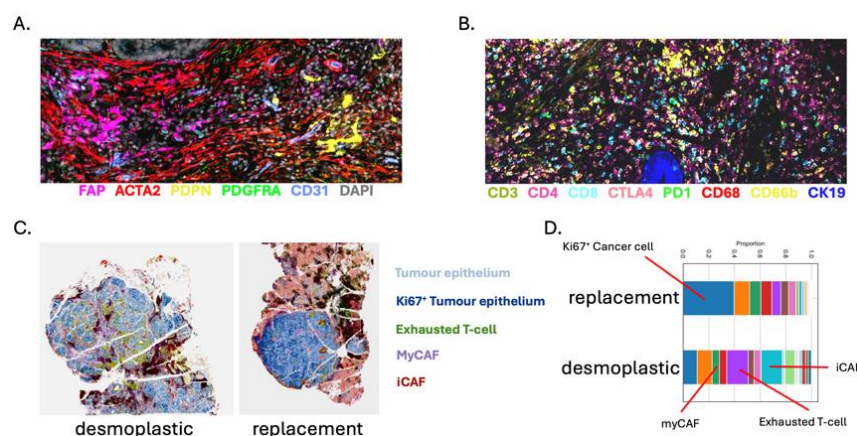 A.
FAP ACTA2 PDPN PDGFRA CD31 DAPI
B.
CD3 CD4 CD8 CTLA4 PD1 CD68 CD66b CK19
C.
desmoplastic
replacement
Tumour epithelium
Ki67⁺ Tumour epithelium
Exhausted T-cell
MyCAF
iCAF
D.
Ki67⁺ Cancer cell
Proportion
0.0 0.2 0.4 0.6 0.8 1.0
replacement
desmoplastic
iCAF
myCAF
Exhausted T-cell